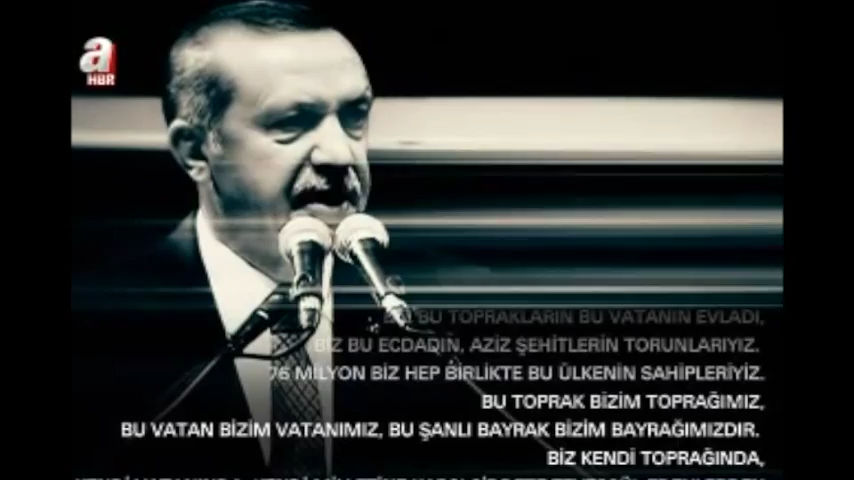 a
HBR
BU TOPRAKLARIN BU VATANIN EVLADI,
BİZ BU ECDADIN, AZİZ ŞEHİTLERİN TORUNLARIYIZ.
76 MİLYON BİZ HEP BİRLİKTE BU ÜLKENİN SAHİPLERİYİZ.
BU TOPRAK BİZİM TOPRAĞIMIZ,
BU VATAN BİZİM VATANIMIZ, BU ŞANLI BAYRAK BİZİM BAYRAĞIMIZDIR.
BİZ KENDİ TOPRAĞINDA,